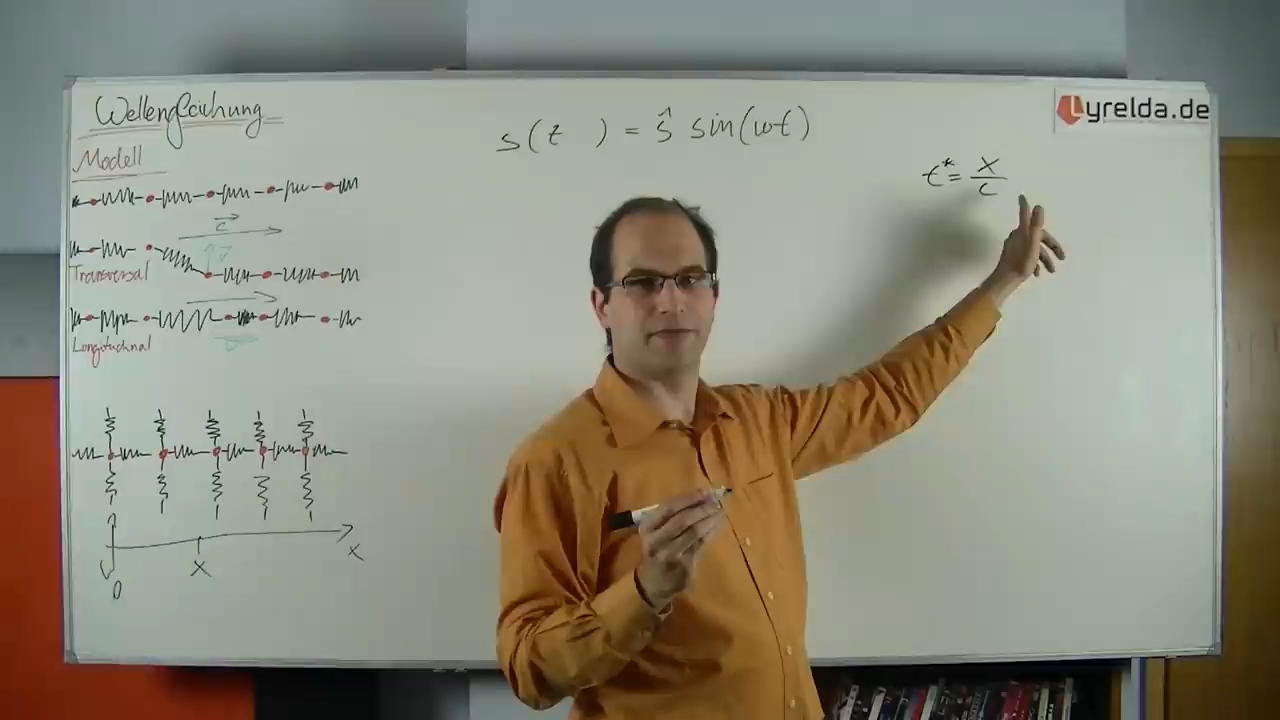 Wellengleichung
Modell
c
Transversal
Longitudinal
0
x
x
s(t ) = ŝ sin(ωt)
t* = x/c
Lyrelda.de